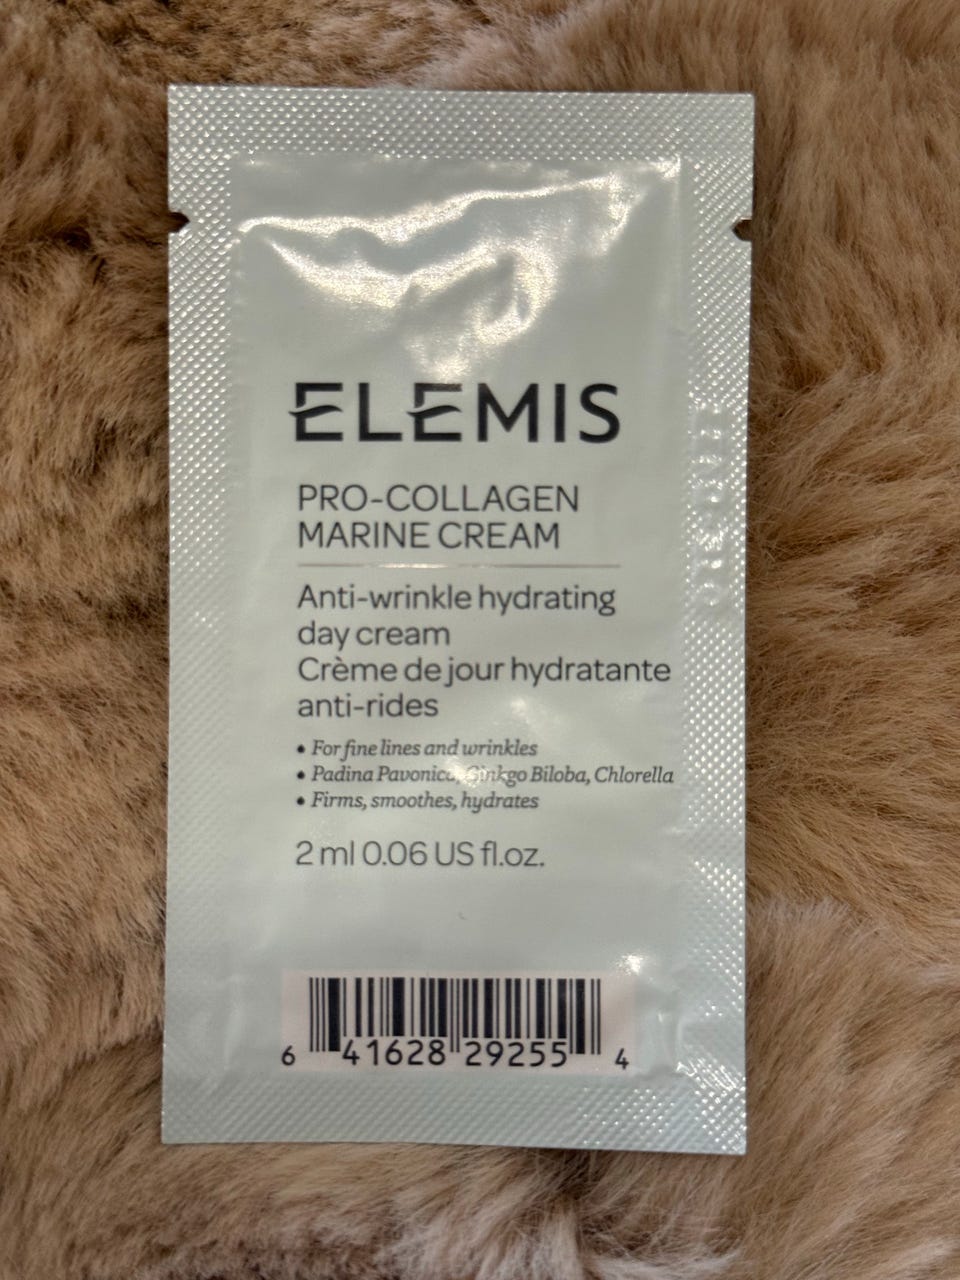 ELEMIS
PRO-COLLAGEN
MARINE CREAM
Anti-wrinkle hydrating
day cream
Crème de jour hydratante
anti-rides
• For fine lines and wrinkles
• Padina Pavonica, Ginkgo Biloba, Chlorella
• Firms, smoothes, hydrates
2 ml 0.06 US fl.oz.
6 41628 29255 4